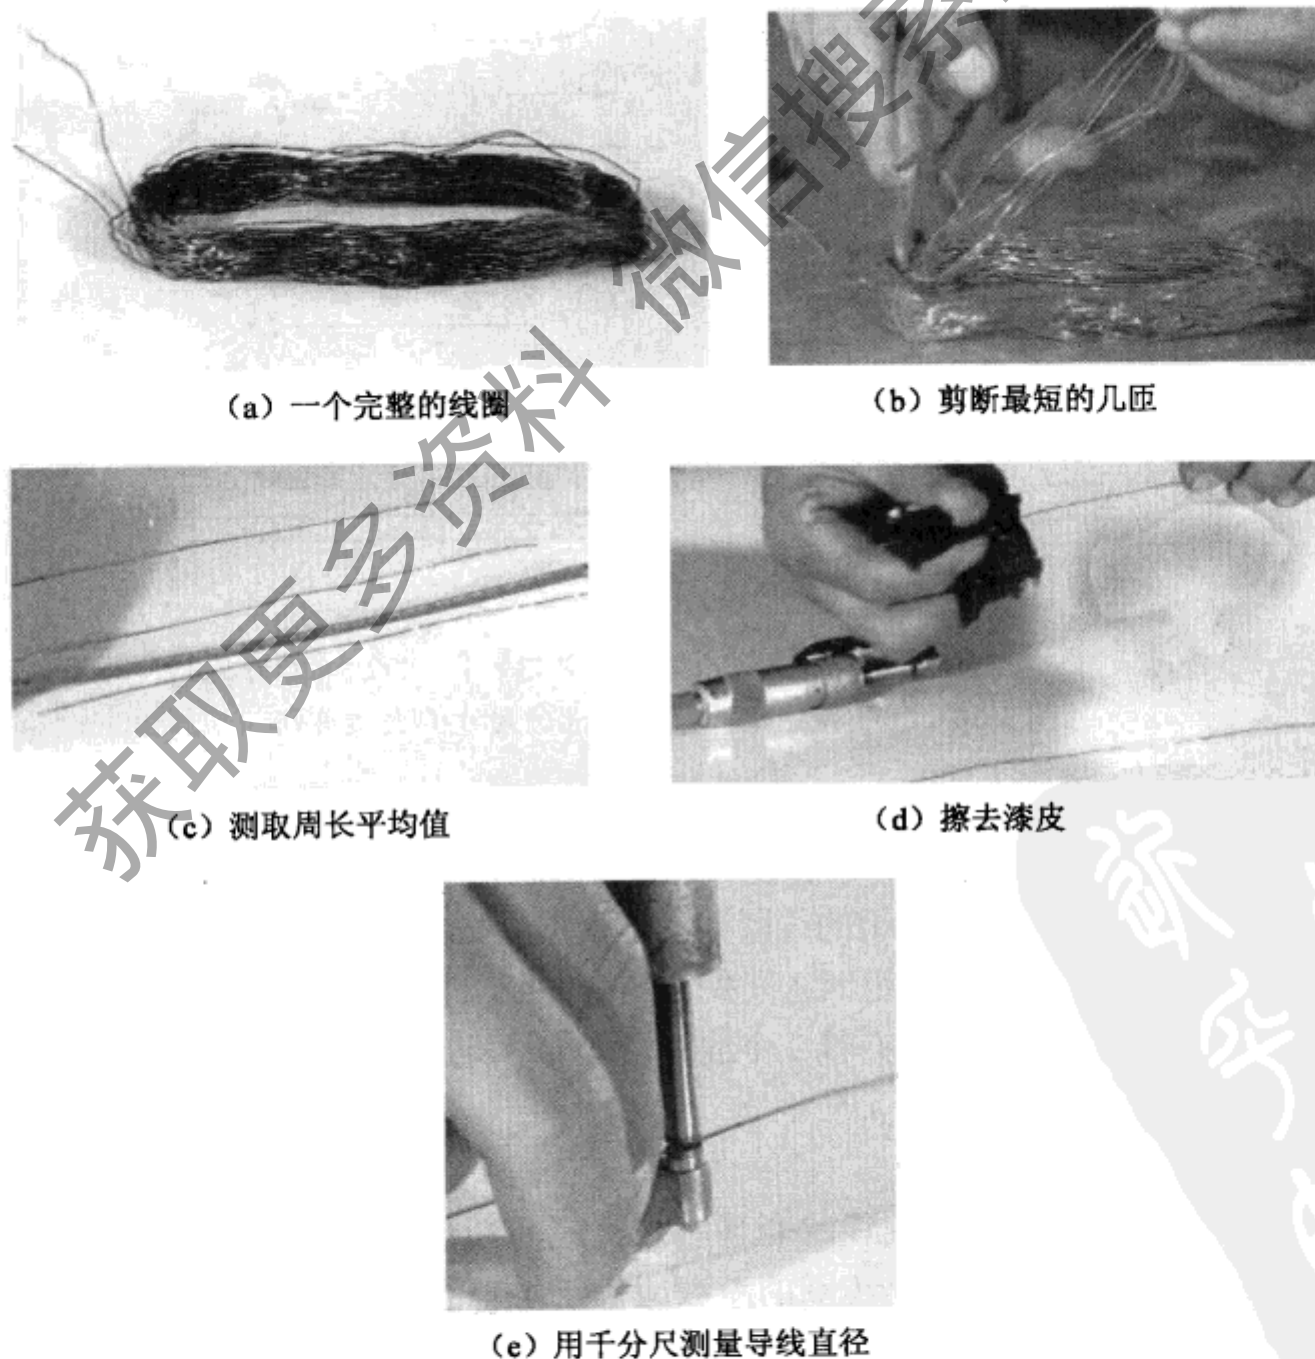 获取更多资料 微信搜索
(a) 一个完整的线圈
(b) 剪断最短的几匝
(c) 测取周长平均值
(d) 擦去漆皮
(e) 用千分尺测量导线直径